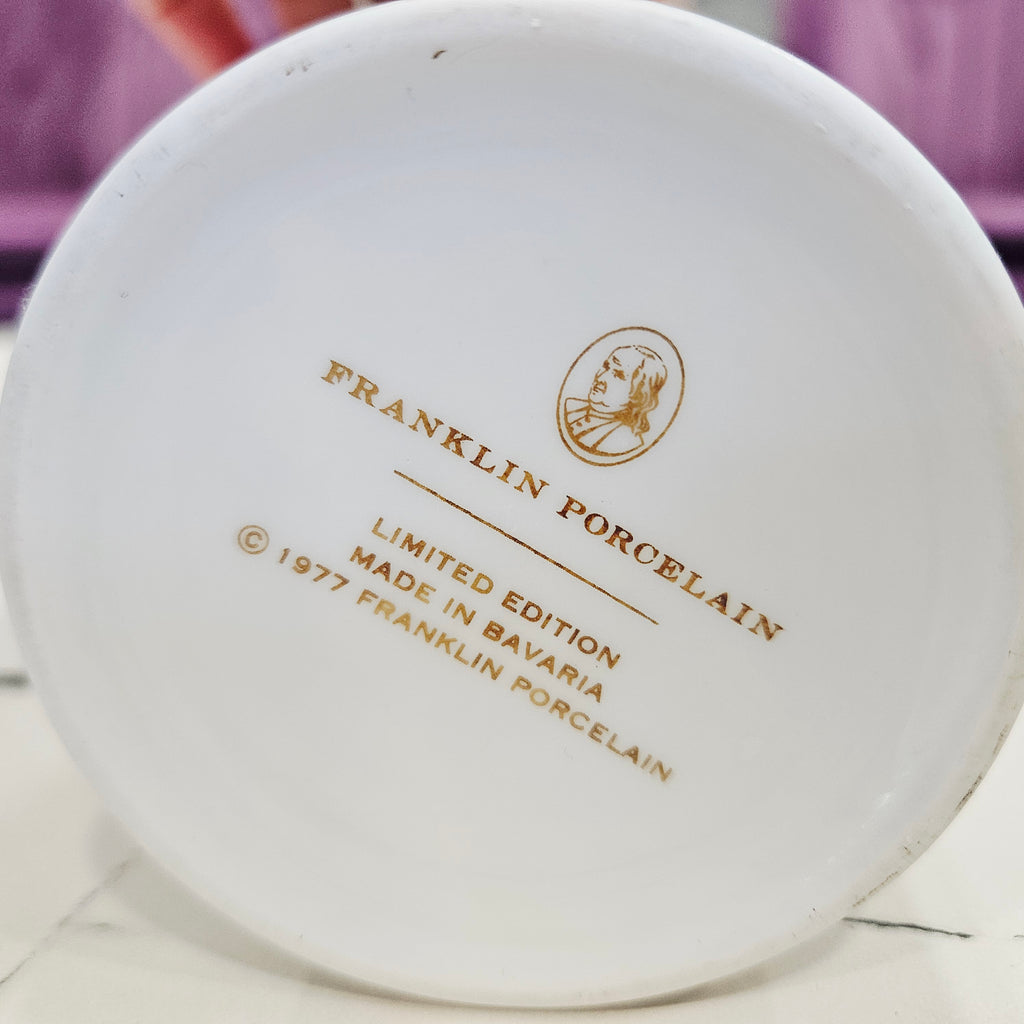 FRANKLIN PORCELAIN
LIMITED EDITION
MADE IN BAVARIA
© 1977 FRANKLIN PORCELAIN